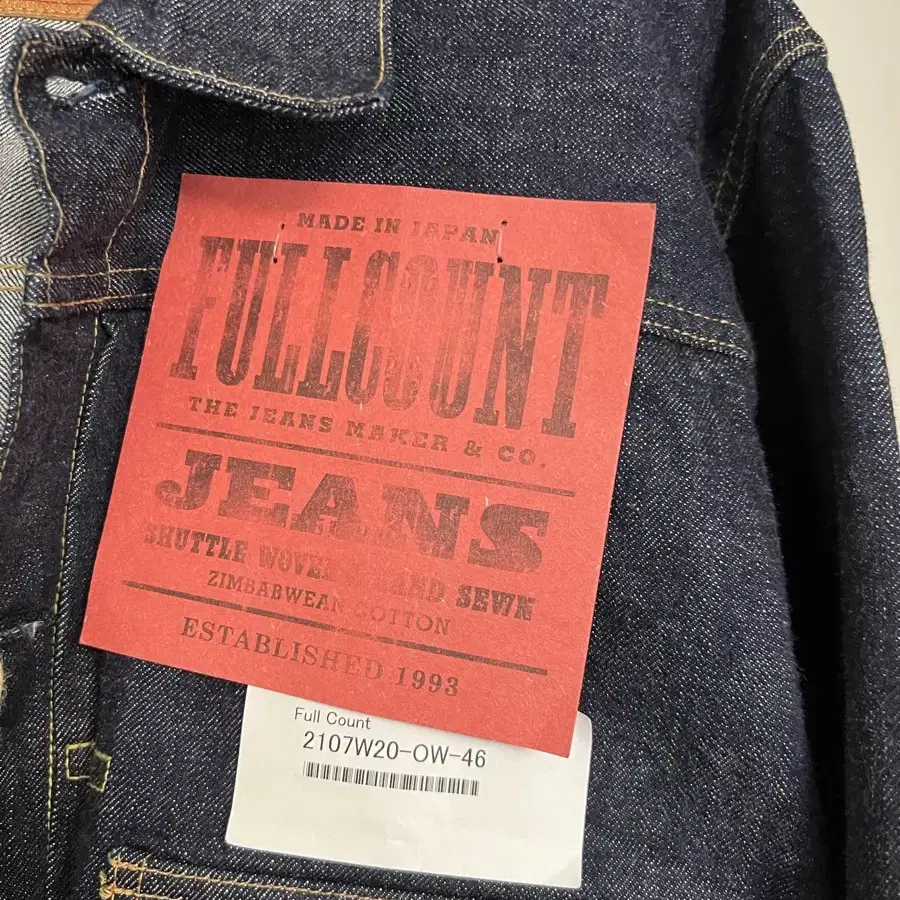 MADE IN JAPAN
FULLCOUNT
THE JEANS MAKER & CO.
JEANS
SHUTTLE WOVEN AND SEWN
ZIMBABWEAN COTTON
ESTABLISHED 1993
Full Count
2107W20-OW-46